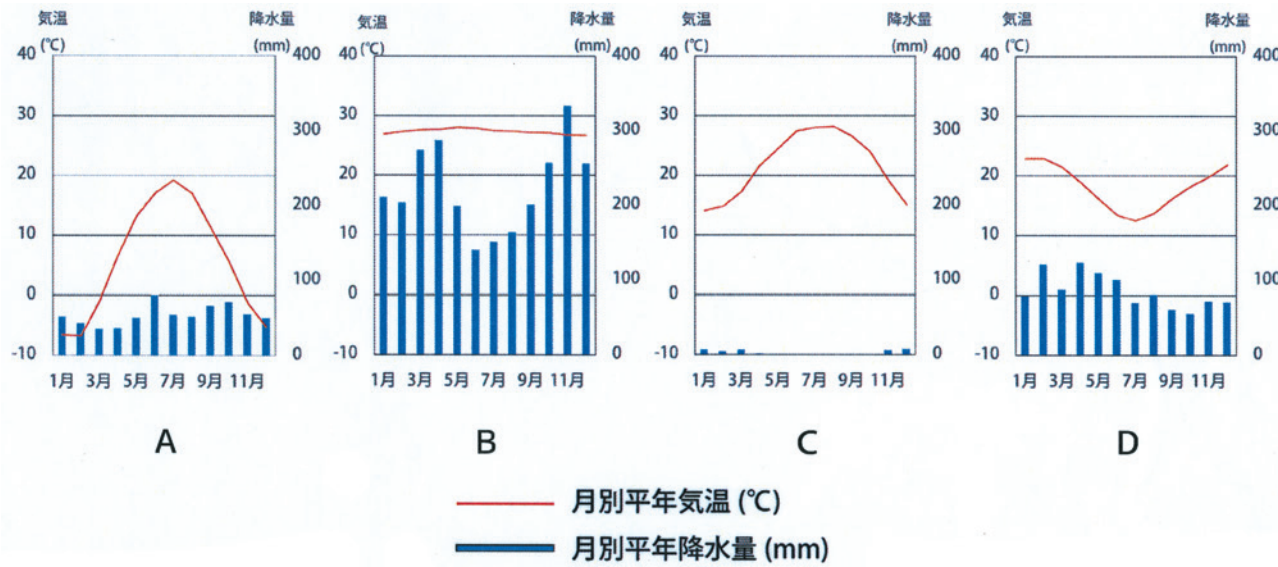 気温 降水量
(℃) (mm)
40 400
30 300
20 200
10 100
0
-10 0
1月 3月 5月 7月 9月 11月
A
気温 降水量
(℃) (mm)
40 400
30 300
20 200
10 100
0
-10 0
1月 3月 5月 7月 9月 11月
B
気温 降水量
(℃) (mm)
40 400
30 300
20 200
10 100
0
-10 0
1月 3月 5月 7月 9月 11月
C
気温 降水量
(℃) (mm)
40 400
30 300
20 200
10 100
0
-10 0
1月 3月 5月 7月 9月 11月
D
月別平年気温 (℃)
月別平年降水量 (mm)